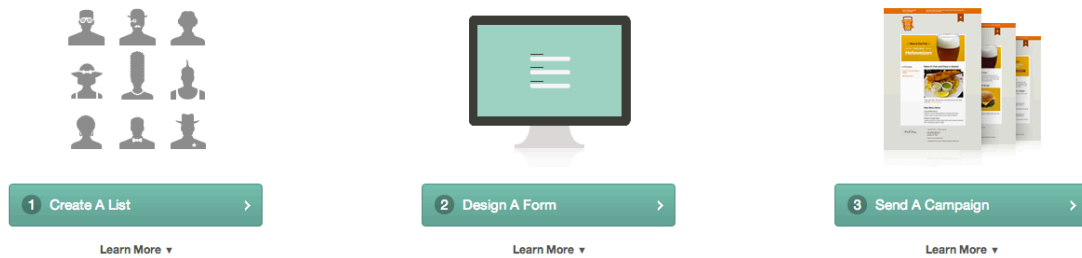 1 Create A List
2 Design A Form
3 Send A Campaign
Learn More ▼
Learn More ▼
Learn More ▼